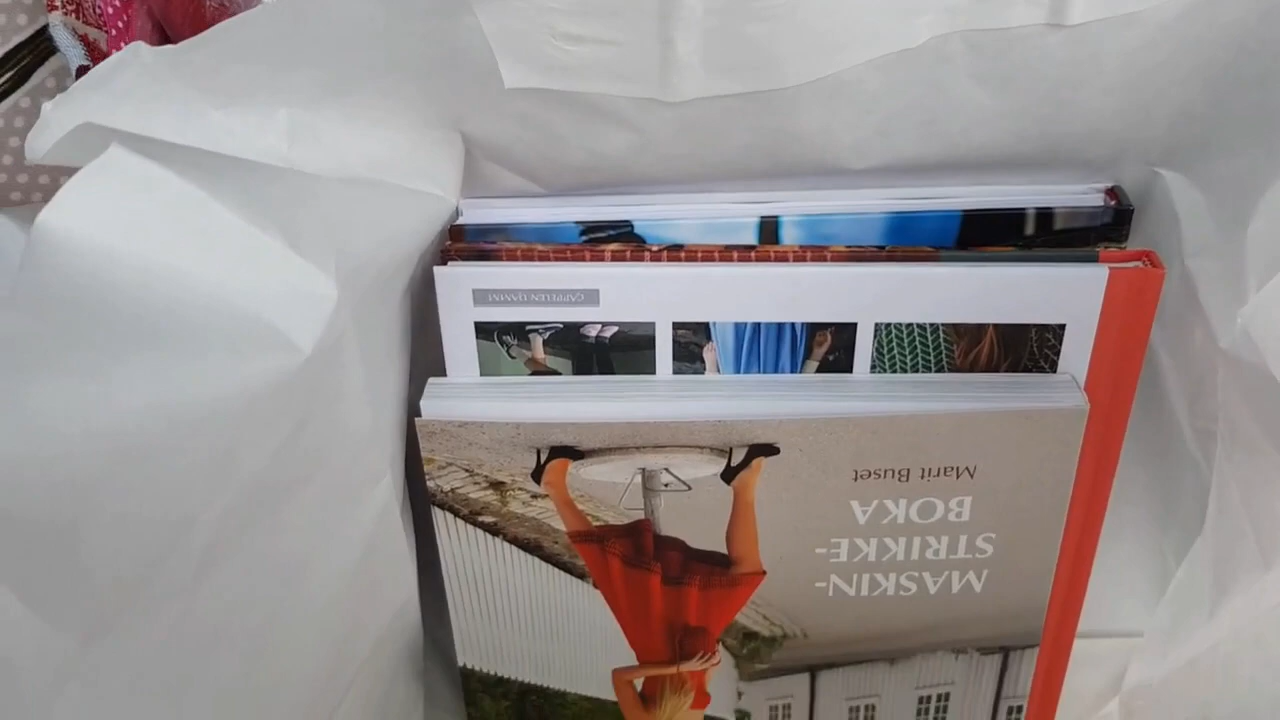 MASKIN-
STRIKKE-
BOKA
Marit Buset
CAPPELEN DAMM